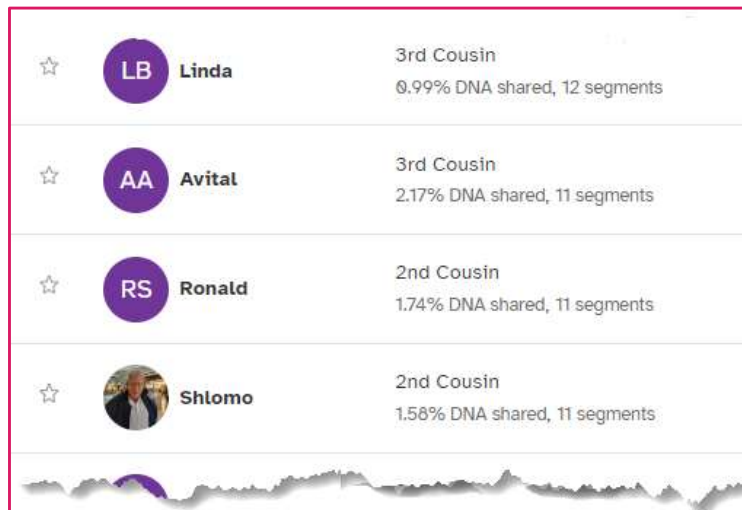 LB Linda
3rd Cousin
0.99% DNA shared, 12 segments
AA Avital
3rd Cousin
2.17% DNA shared, 11 segments
RS Ronald
2nd Cousin
1.74% DNA shared, 11 segments
Shlomo
2nd Cousin
1.58% DNA shared, 11 segments